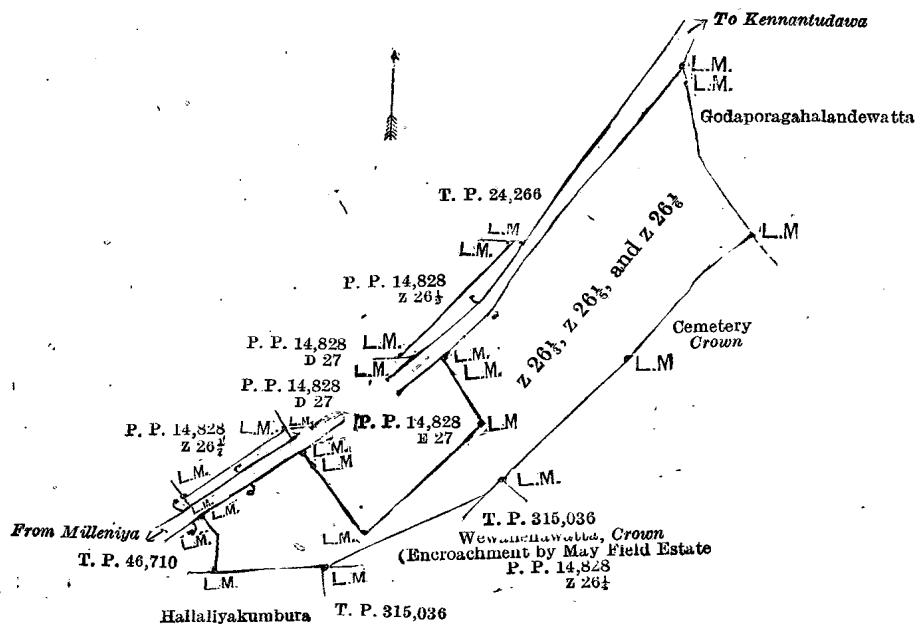 To Kennantudawa
L.M.
L.M.
Godaporagahalandewatta
T. P. 24,266
L.M
L.M.
L.M
P. P. 14,828
Z 26⅓
z 26⅓, z 26⅕, and z 26⅙
Cemetery
Crown
P. P. 14,828
D 27
L.M.
L.M.
L.M.
L.M.
L.M
P. P. 14,828
D 27
P. P. 14,828
E 27
L.M
P. P. 14,828
Z 26½
L.M.
L.M.
L.M.
L.M
L.M.
L.M.
L.M.
L.M.
From Milleniya
T. P. 46,710
L.M.
L.M.
T. P. 315,036
Crown
(Encroachment by May Field Estate
P. P. 14,828
Z 26¼
L.M.
L.M
Hallaliyakumbura
T. P. 315,036